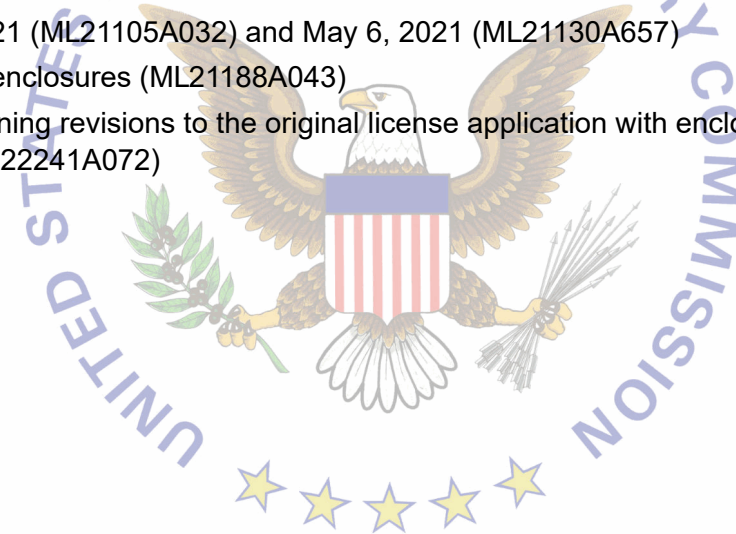 21 (ML21105A032) and May 6, 2021 (ML21130A657)
enclosures (ML21188A043)
ning revisions to the original license application with enclo
22241A072)
UNITED STATES
Y COMMISSION